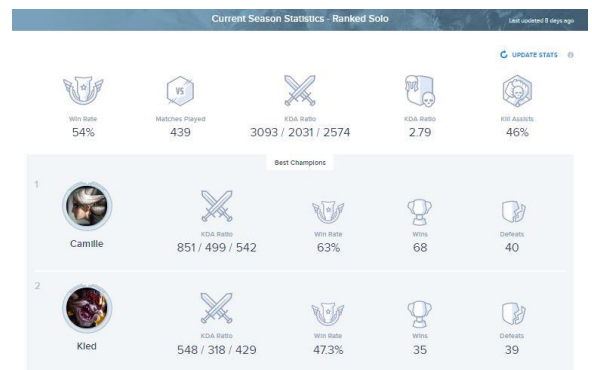 Current Season Statistics - Ranked Solo
Last updated 8 days ago
UPDATE STATS
VS
Win Rate
Matches Played
KDA Ratio
KDA Ratio
Kill Assists
54%
439
3093 / 2031 / 2574
2.79
46%
Best Champions
1
Camille
KDA Ratio
Win Rate
Wins
Defeats
851 / 499 / 542
63%
68
40
2
Kled
KDA Ratio
Win Rate
Wins
Defeats
548 / 318 / 429
47.3%
35
39